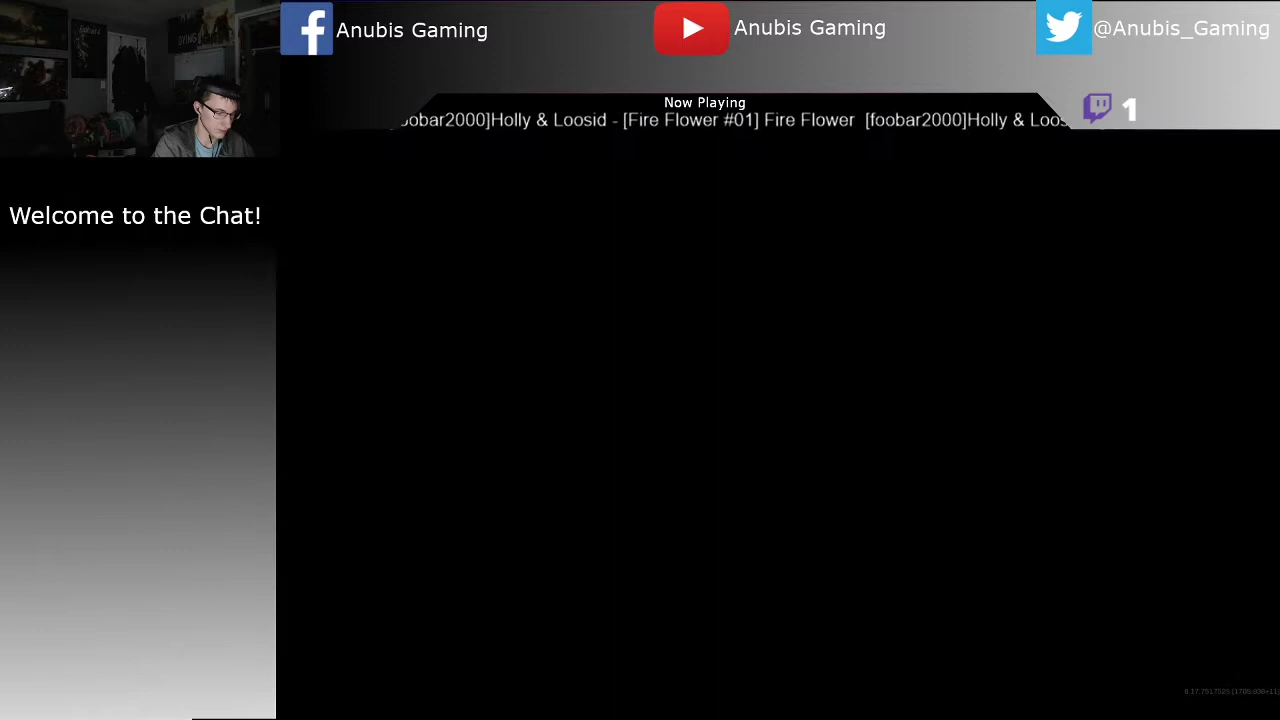 Anubis Gaming
Anubis Gaming
@Anubis_Gaming
Now Playing
oobar2000]Holly & Loosid - [Fire Flower #01] Fire Flower [foobar2000]Holly & Loos
1
Welcome to the Chat!